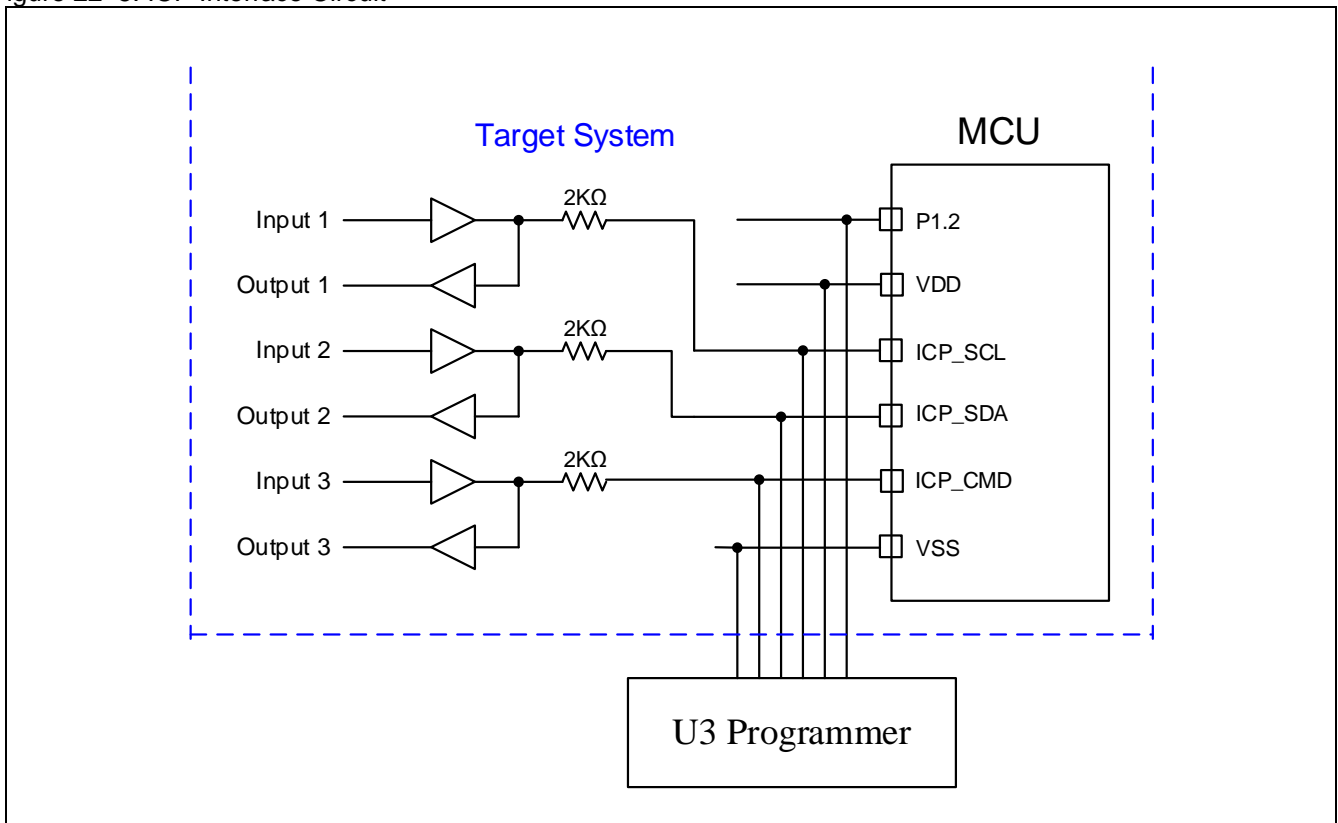 Target System
MCU
Input 1
2KΩ
P1.2
Output 1
VDD
Input 2
2KΩ
ICP_SCL
Output 2
ICP_SDA
Input 3
2KΩ
ICP_CMD
Output 3
VSS
U3 Programmer